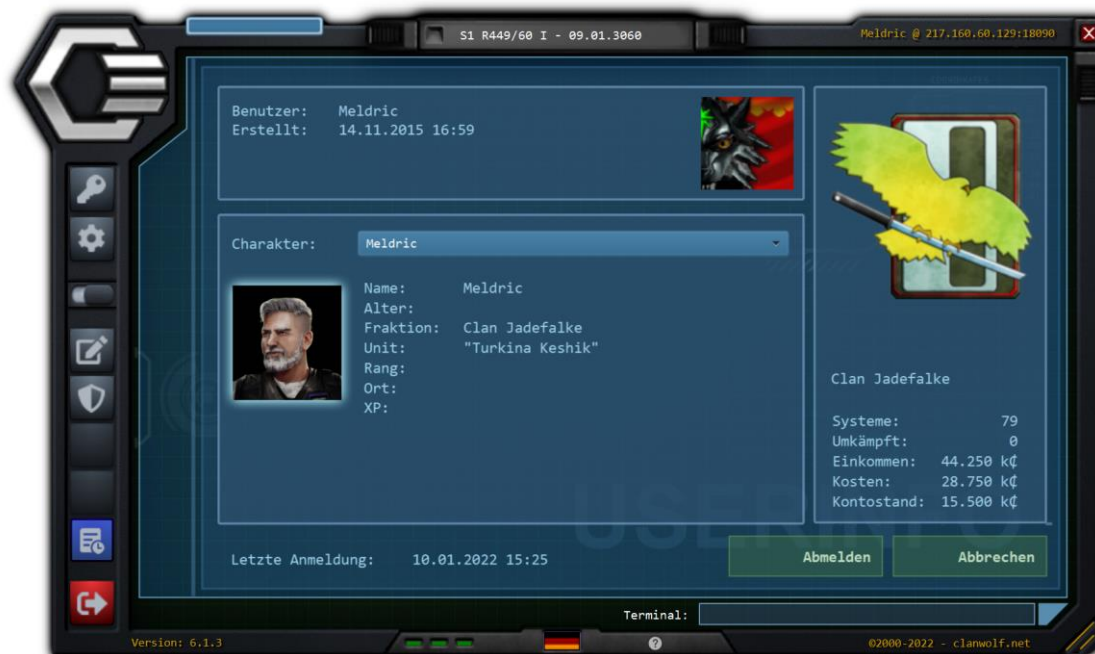 S1 R449/60 I - 09.01.3060
Meldric @ 217.160.60.129:18090
Benutzer: Meldric
Erstellt: 14.11.2015 16:59
Charakter: Meldric
Name: Meldric
Alter:
Fraktion: Clan Jadefalke
Unit: "Turkina Keshik"
Rang:
Ort:
XP:
Clan Jadefalke
Systeme: 79
Umkämpft: 0
Einkommen: 44.250 k₵
Kosten: 28.750 k₵
Kontostand: 15.500 k₵
USERINFO
Letzte Anmeldung: 10.01.2022 15:25
Abmelden
Abbrechen
Terminal:
Version: 6.1.3
?
©2000-2022 - clanwolf.net